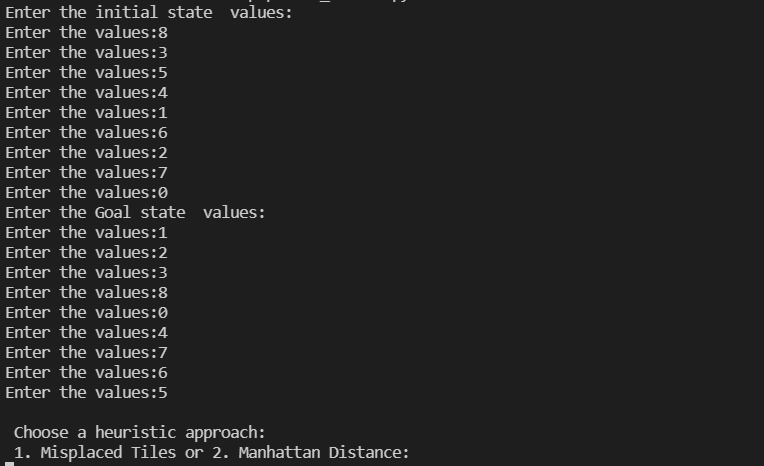 Enter the initial state  values:
Enter the values:8
Enter the values:3
Enter the values:5
Enter the values:4
Enter the values:1
Enter the values:6
Enter the values:2
Enter the values:7
Enter the values:0
Enter the Goal state  values:
Enter the values:1
Enter the values:2
Enter the values:3
Enter the values:8
Enter the values:0
Enter the values:4
Enter the values:7
Enter the values:6
Enter the values:5
Choose a heuristic approach:
1. Misplaced Tiles or 2. Manhattan Distance: